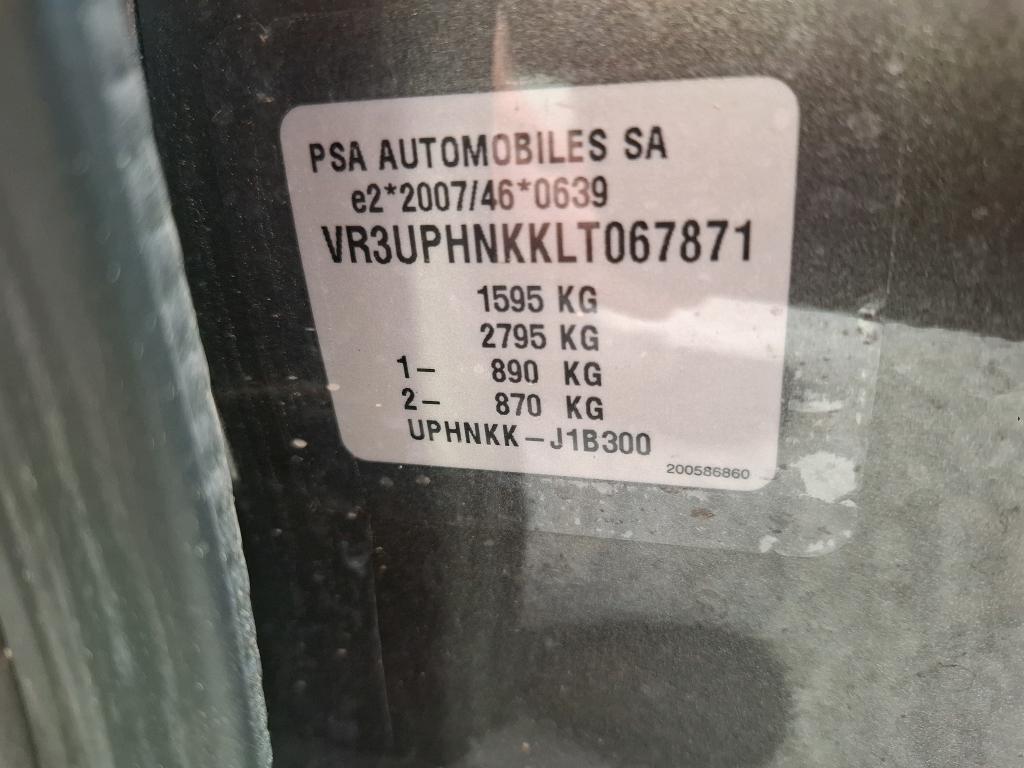 PSA AUTOMOBILES SA
e2*2007/46*0639
VR3UPHNKKLT067871
1595 KG
2795 KG
1- 890 KG
2- 870 KG
UPHNKK-J1B300
200586860